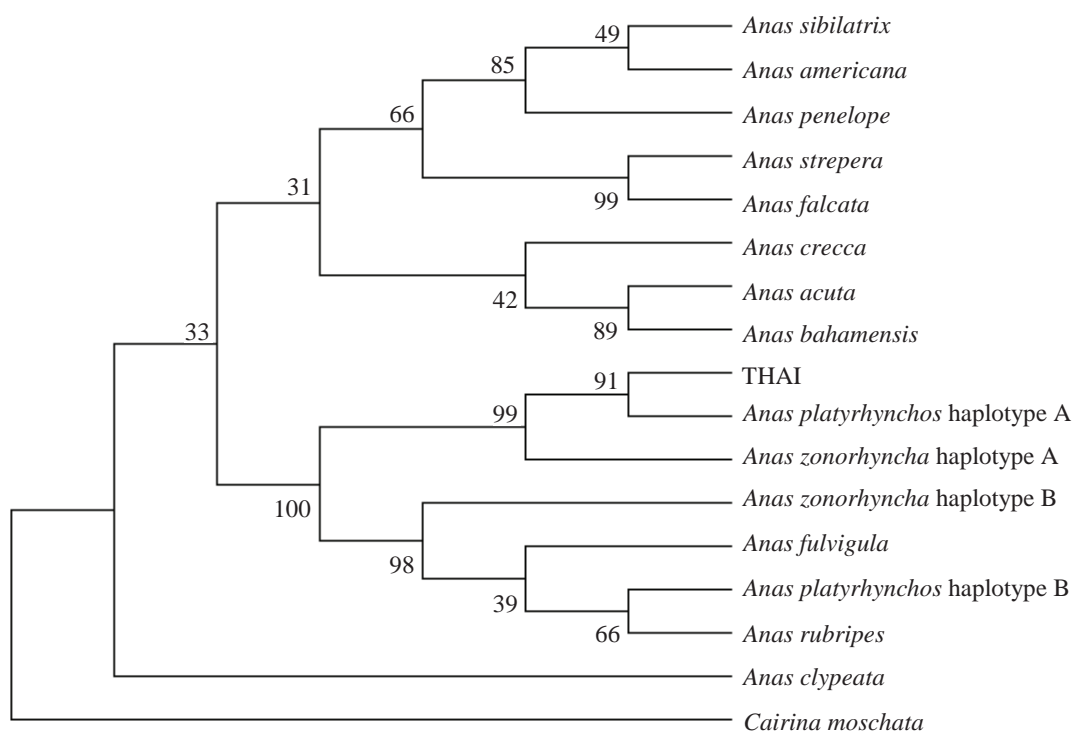 49
Anas sibilatrix
85
Anas americana
66
Anas penelope
Anas strepera
31
99
Anas falcata
Anas crecca
42
Anas acuta
33
89
Anas bahamensis
91
THAI
99
Anas platyrhynchos haplotype A
Anas zonorhyncha haplotype A
100
Anas zonorhyncha haplotype B
98
Anas fulvigula
39
Anas platyrhynchos haplotype B
66
Anas rubripes
Anas clypeata
Cairina moschata